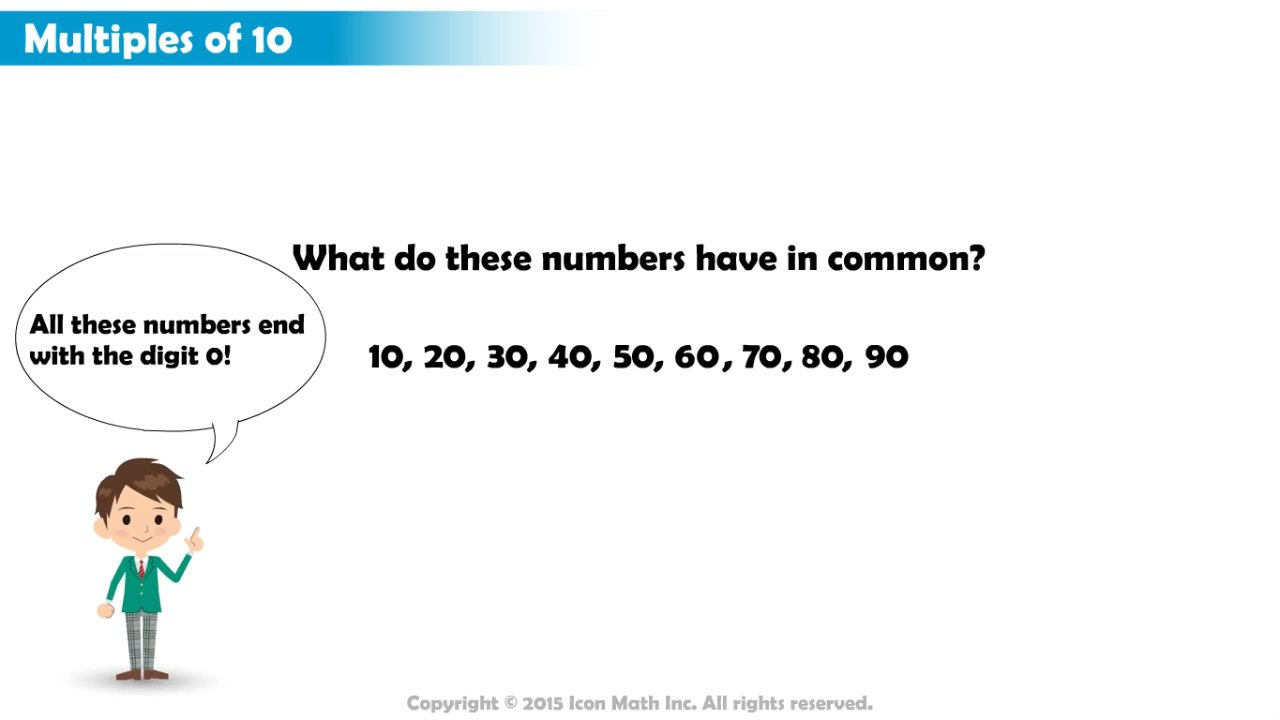 Multiples of 10
What do these numbers have in common?
All these numbers end
with the digit 0!
10, 20, 30, 40, 50, 60, 70, 80, 90
Copyright © 2015 Icon Math Inc. All rights reserved.